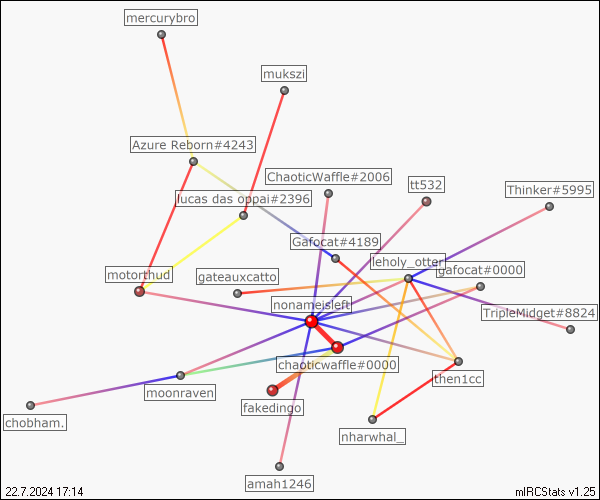 mercurybro
mukszi
Azure Reborn#4243
ChaoticWaffle#2006
tt532
Thinker#5995
lucas das oppai#2396
Gafocat#4189
leholy_otter
motorthud
gateauxcatto
gafocat#0000
nonameisleft
TripleMidget#8824
chaoticwaffle#0000
then1cc
moonraven
fakedingo
chobham.
nharwhal_
amah1246
22.7.2024 17:14
mIRCStats v1.25